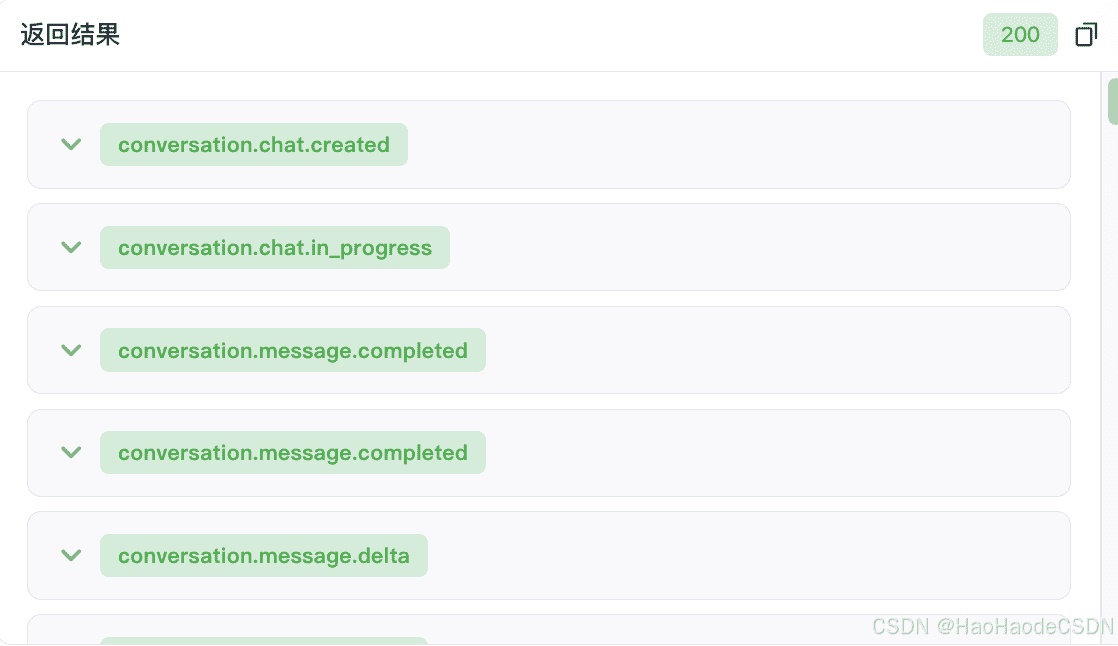 返回结果
200
conversation.chat.created
conversation.chat.in_progress
conversation.message.completed
conversation.message.completed
conversation.message.delta
CSDN @HaoHaodeCSDN